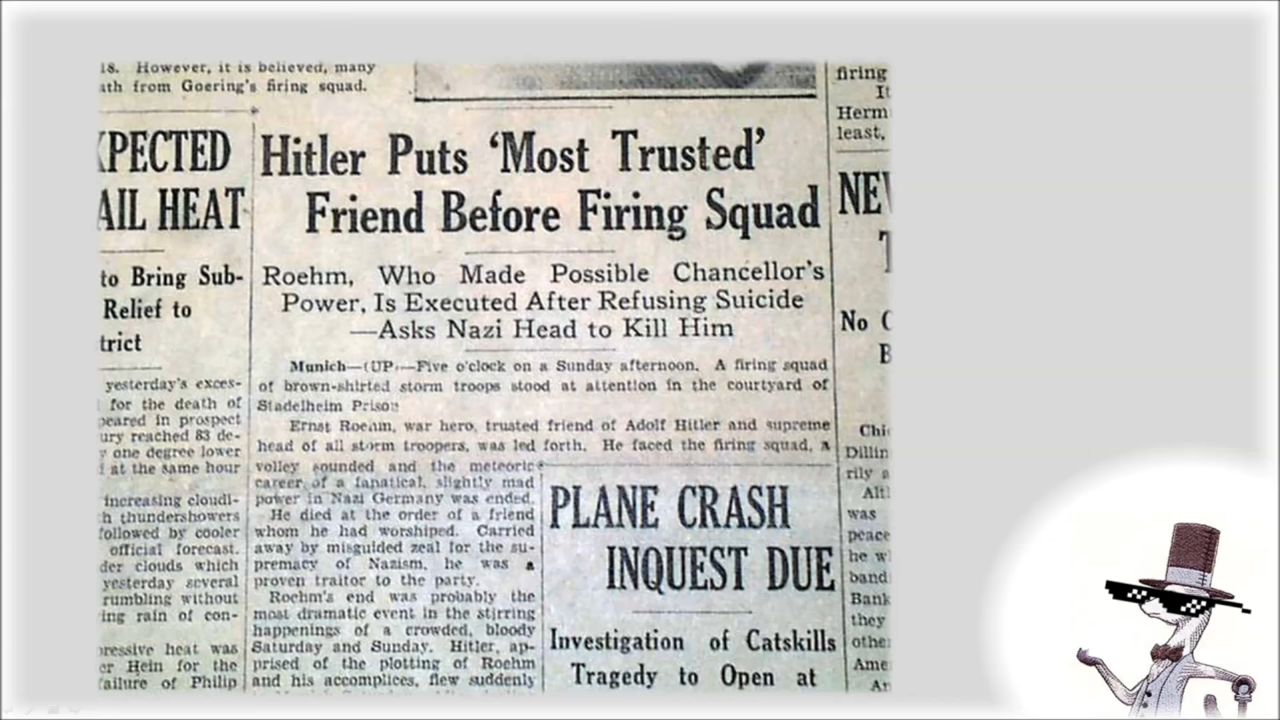 18. However, it is believed, many
ath from Goering's firing squad.
XPECTED
AIL HEAT
to Bring Sub-
Relief to
trict
yesterday's exces-
for the death of
peared in prospect
ury reached 83 de-
y one degree lower
i at the same hour
increasing cloudi-
h thundershowers
followed by cooler
official forecast.
der clouds which
yesterday several
rumbling without
ing rain of con-
pressive heat was
er Hein for the
failure of Philip
Hitler Puts 'Most Trusted'
Friend Before Firing Squad
Roehm, Who Made Possible Chancellor's
Power, Is Executed After Refusing Suicide
—Asks Nazi Head to Kill Him
Munich—(UP)—Five o'clock on a Sunday afternoon. A firing squad
of brown-shirted storm troops stood at attention in the courtyard of
Stadelheim Prison
Ernst Roehm, war hero, trusted friend of Adolf Hitler and supreme
head of all storm troopers, was led forth. He faced the firing squad, a
volley sounded and the meteoric
career of a fanatical, slightly mad
power in Nazi Germany was ended.
He died at the order of a friend
whom he had worshiped. Carried
away by misguided zeal for the su-
premacy of Nazism, he was a
proven traitor to the party.
Roehm's end was probably the
most dramatic event in the stirring
happenings of a crowded, bloody
Saturday and Sunday. Hitler, ap-
prised of the plotting of Roehm
and his accomplices, flew suddenly
PLANE CRASH
INQUEST DUE
Investigation of Catskills
Tragedy to Open at
firing
It
Herm
least,
NEW
T
No C
B
Chi
Dillin
rily a
Alt
was
peace
he w
band
Bank
they
othe
Ame
Ar